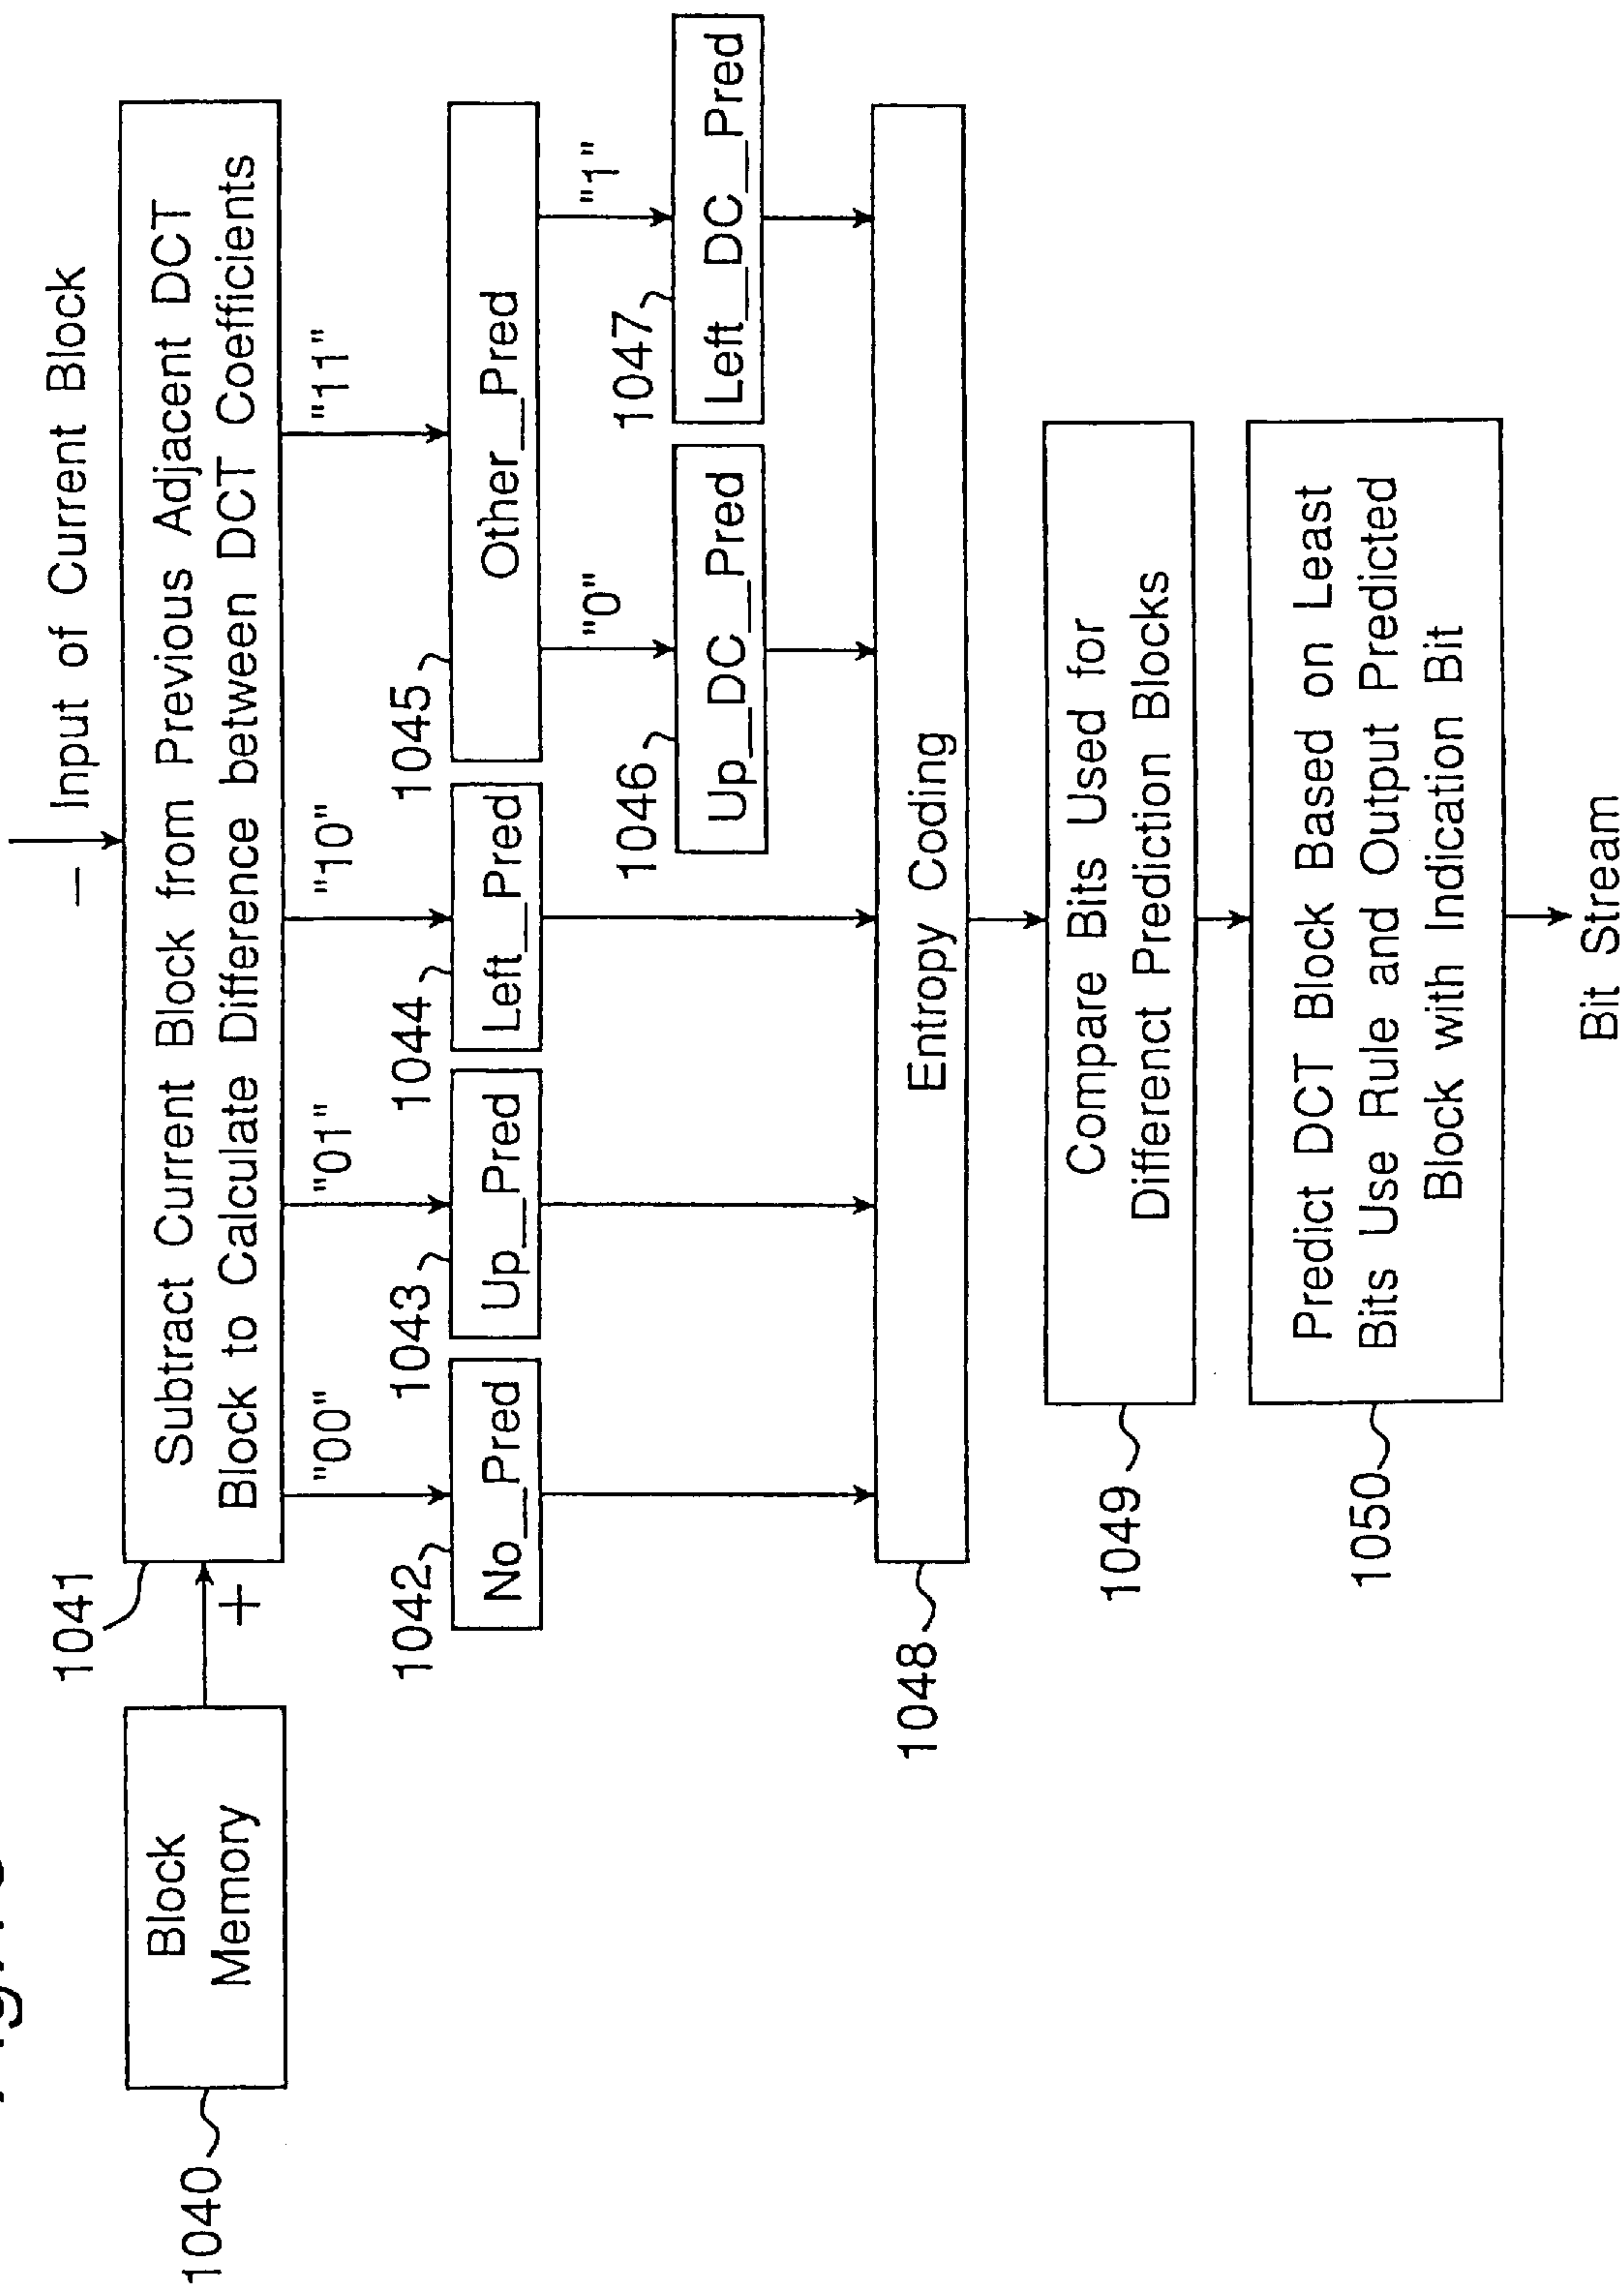 Input of Current Block
−
1041
Subtract Current Block from Previous Adjacent DCT
Block to Calculate Difference between DCT Coefficients
1040
Block
Memory
+
"00"
"01"
"10"
"11"
1042
No_Pred
1043
Up_Pred
1044
Left_Pred
1045
Other_Pred
"0"
"1"
1046
Up_DC_Pred
1047
Left_DC_Pred
1048
Entropy Coding
1049
Compare Bits Used for
Differenct Prediction Blocks
1050
Predict DCT Block Based on Least
Bits Use Rule and Output Predicted
Block with Indication Bit
Bit Stream